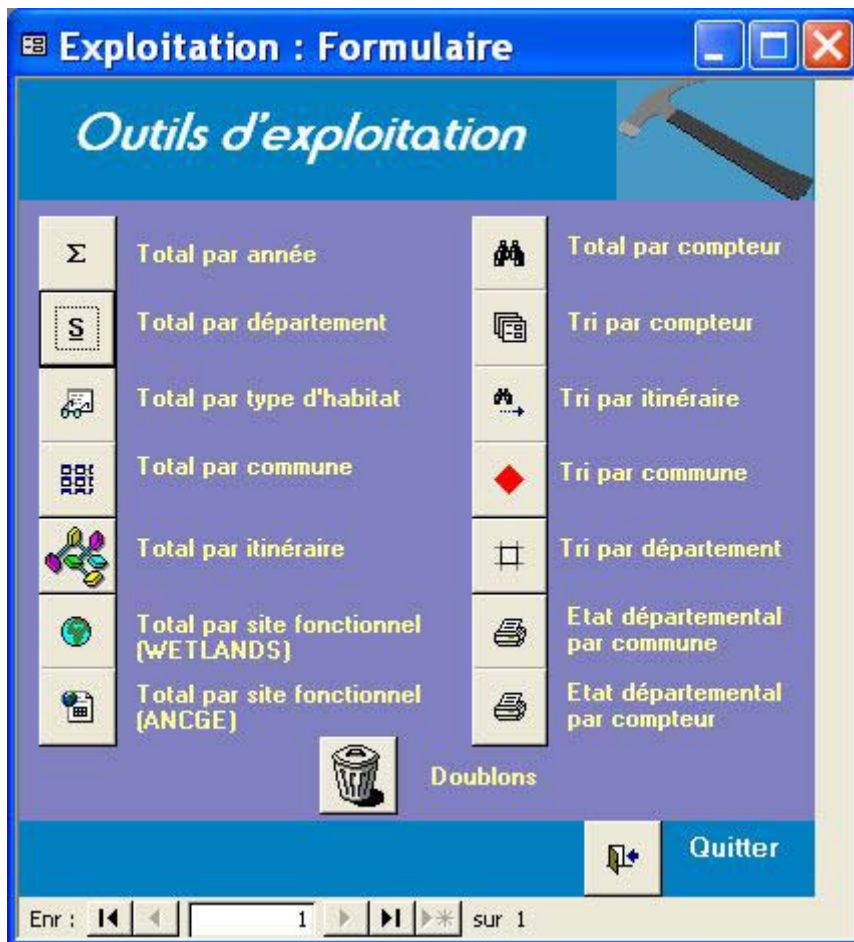 Exploitation : Formulaire
Outils d'exploitation
Σ
Total par année
S
Total par département
Total par type d'habitat
Total par commune
Total par itinéraire
Total par site fonctionnel
(WETLANDS)
Total par site fonctionnel
(ANCGE)
Total par compteur
Tri par compteur
Tri par itinéraire
Tri par commune
Tri par département
Etat départemental
par commune
Etat départemental
par compteur
Doublons
Quitter
Enr : 1 sur 1